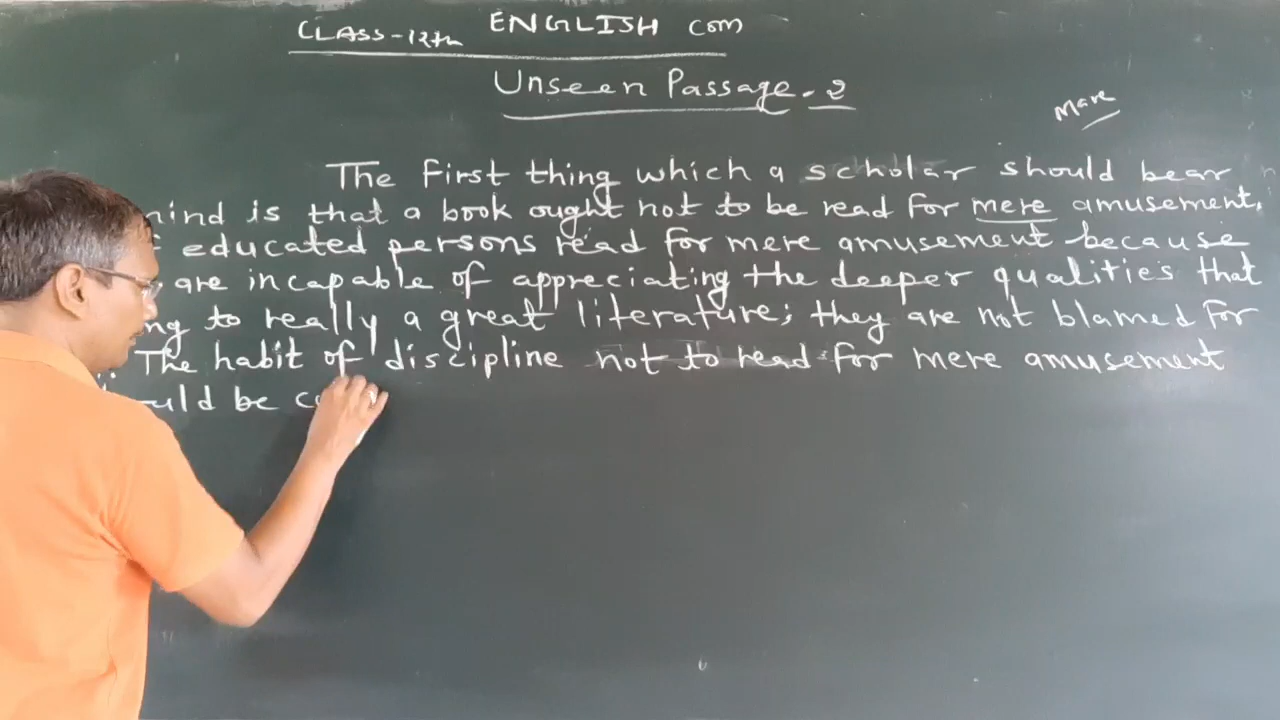 CLASS-12th ENGLISH com
Unseen Passage - 2
Mare
The first thing which a scholar should bear
mind is that a book ought not to be read for mere amusement.
educated persons read for mere amusement because
are incapable of appreciating the deeper qualities that
to really a great literature; they are not blamed for
The habit of discipline not to read for mere amusement
be